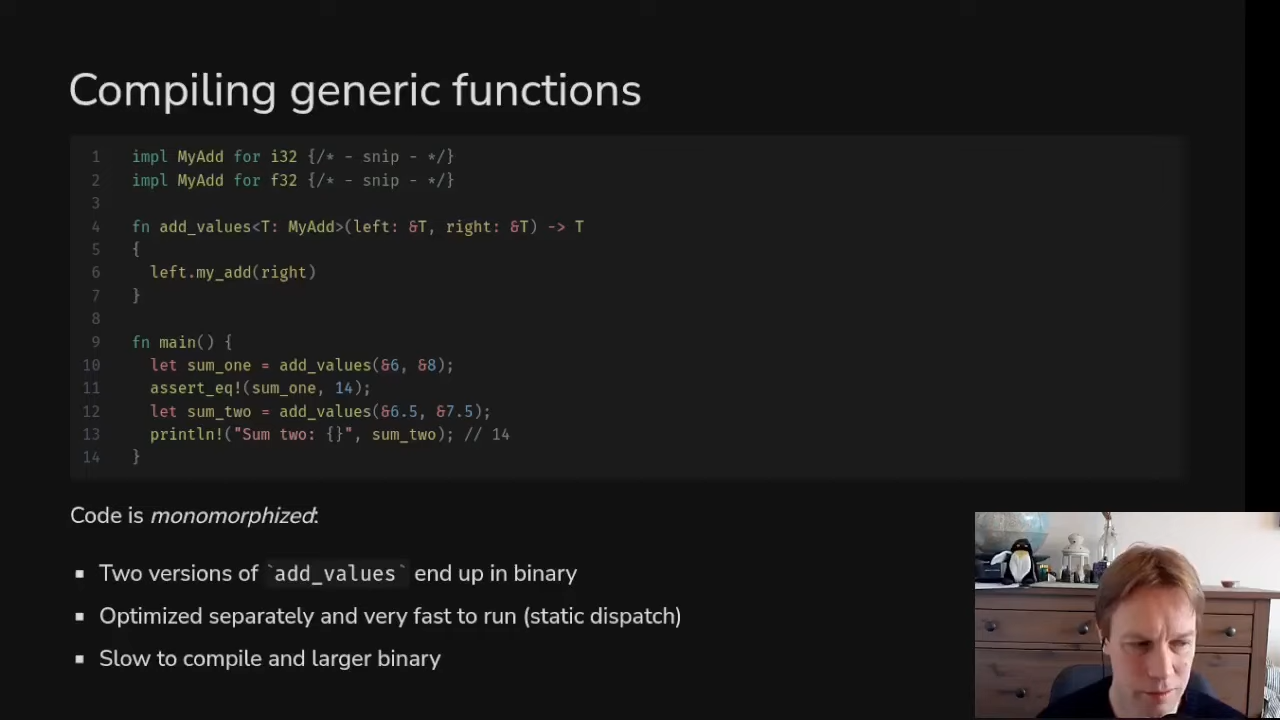 Compiling generic functions
1 impl MyAdd for i32 {/* - snip - */}
2 impl MyAdd for f32 {/* - snip - */}
3
4 fn add_values<T: MyAdd>(left: &T, right: &T) -> T
5 {
6 left.my_add(right)
7 }
8
9 fn main() {
10 let sum_one = add_values(&6, &8);
11 assert_eq!(sum_one, 14);
12 let sum_two = add_values(&6.5, &7.5);
13 println!("Sum two: {}", sum_two); // 14
14 }
Code is monomorphized:
▪ Two versions of `add_values` end up in binary
▪ Optimized separately and very fast to run (static dispatch)
▪ Slow to compile and larger binary